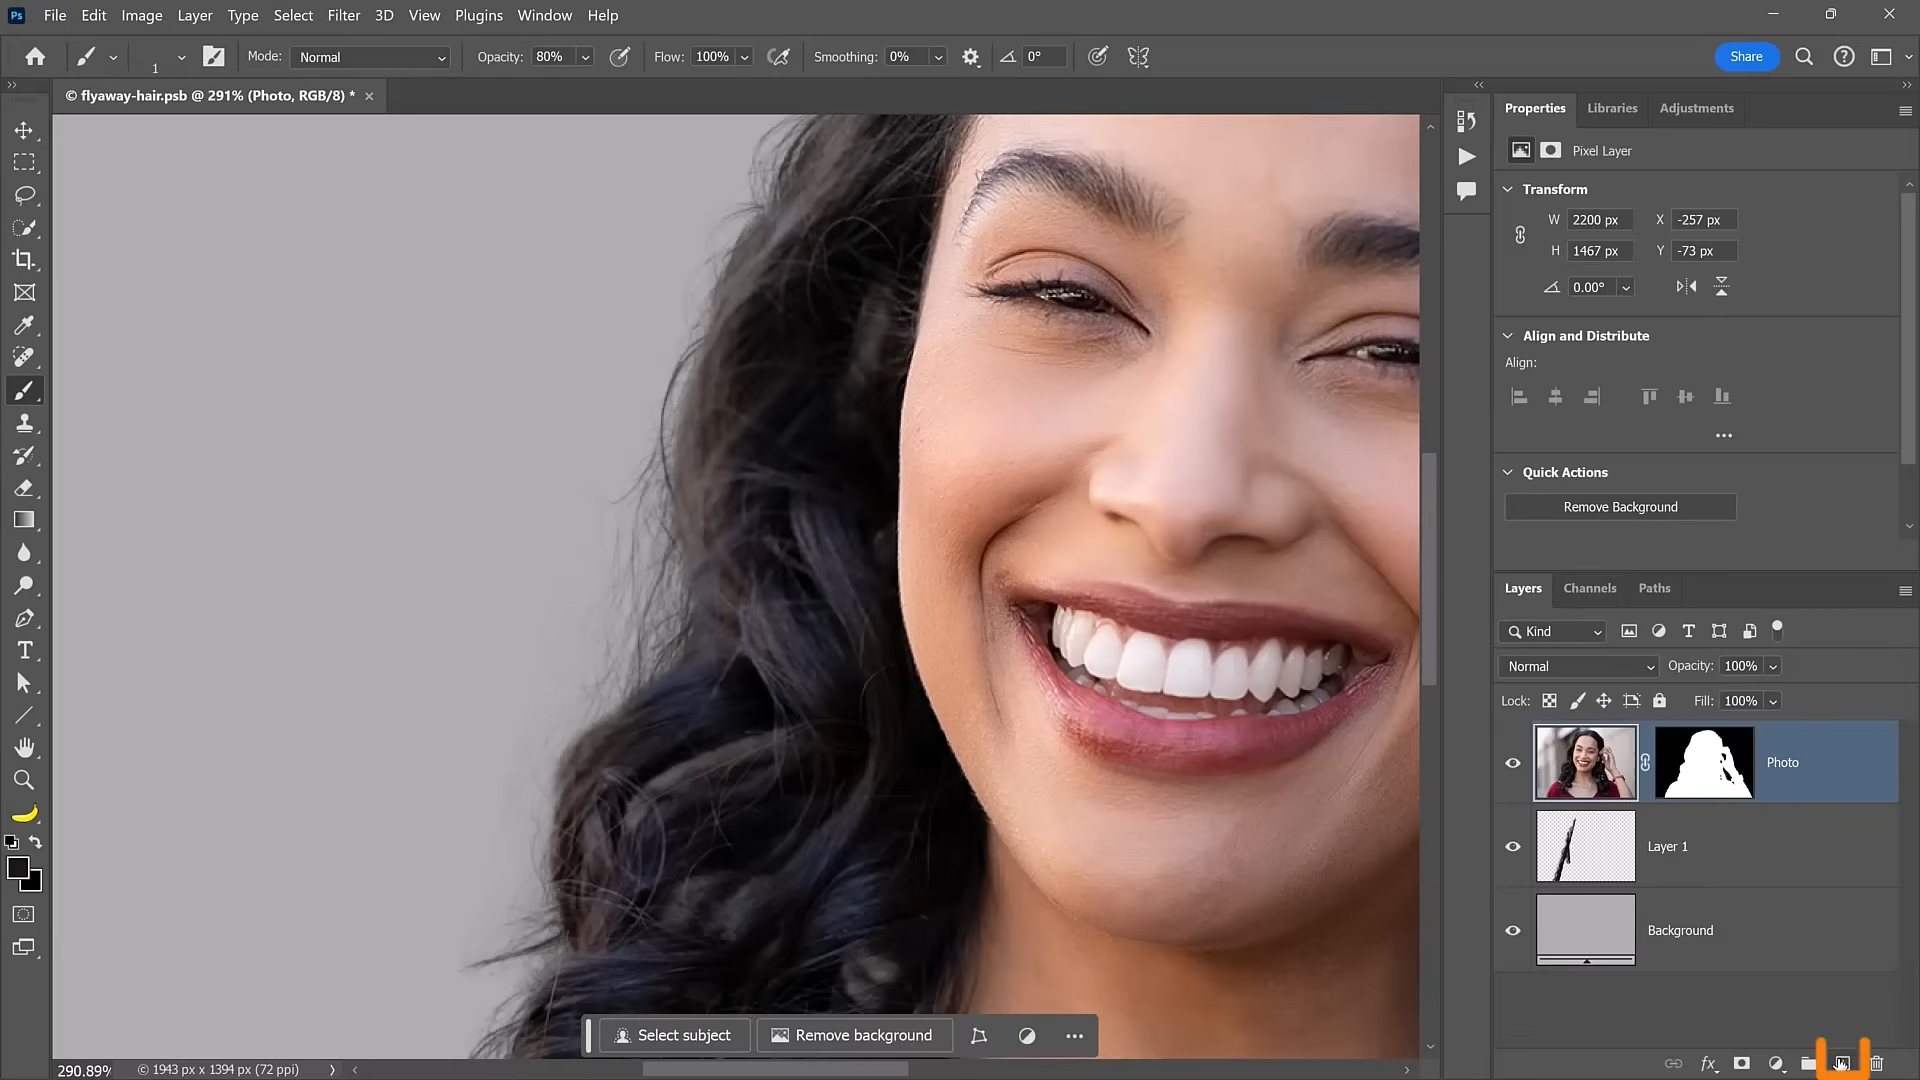 Ps File Edit Image Layer Type Select Filter 3D View Plugins Window Help
1 Mode: Normal Opacity: 80% Flow: 100% Smoothing: 0% 0° Share
© flyaway-hair.psb @ 291% (Photo, RGB/8) *
Properties Libraries Adjustments
Pixel Layer
Transform
W 2200 px X -257 px
H 1467 px Y -73 px
0.00°
Align and Distribute
Align:
Quick Actions
Remove Background
Layers Channels Paths
Kind
Normal Opacity: 100%
Lock: Fill: 100%
Photo
Layer 1
Background
Select subject Remove background
290.89% © 1943 px x 1394 px (72 ppi)
fx